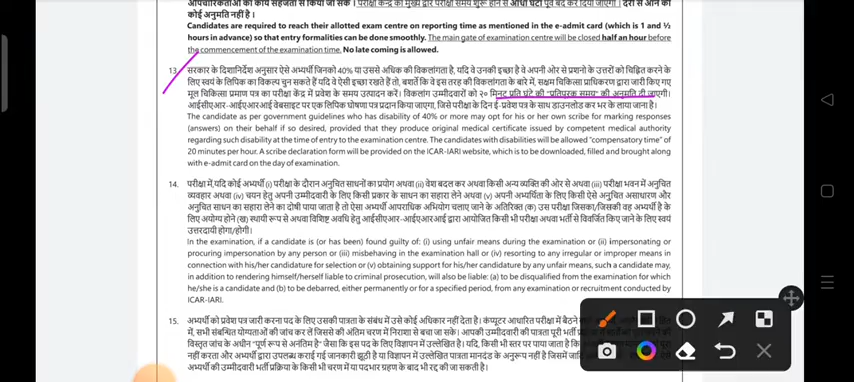 औपचारिकताओं को कार्य सहजता से किया जा सके। परीक्षा केन्द्र का मुख्य द्वार परीक्षा समय शुरू होने से आधा घंटा पूर्व बंद कर दिया जाएगा। देरी से आने की
कोई अनुमति नहीं है।
Candidates are required to reach their allotted exam centre on reporting time as mentioned in the e-admit card (which is 1 and ½
hours in advance) so that entry formalities can be done smoothly. The main gate of examination centre will be closed half an hour before
the commencement of the examination time. No late coming is allowed.
13. सरकार के दिशानिर्देश अनुसार ऐसे अभ्यर्थी जिनको 40% या उससे अधिक की विकलांगता है, यदि वे उनकी इच्छा है वे अपनी ओर से प्रशनो के उत्तरों को चिह्नित करने के
लिए स्वयं के लिपिक का विकल्प चुन सकते हैं यदि वे ऐसी इच्छा रखते हैं तो, बशर्ते कि वे इस तरह की विकलांगता के बारे में, सक्षम चिकित्सा प्राधिकरण द्वारा जारी किए गए
मूल चिकित्सा प्रमाण पत्र का परीक्षा केंद्र में प्रवेश के समय उत्पादन करें। विकलांग उम्मीदवारों को २० मिनट प्रति घंटे की "प्रतिपूरक समय" की अनुमति दी जाएगी।
आईसीएआर-आईएआरआई वेबसाइट पर एक लिपिक घोषणा पत्र प्रदान किया जाएगा, जिसे परीक्षा के दिन ई-प्रवेश पत्र के साथ डाउनलोड कर भर के लाया जाना है।
The candidate as per government guidelines who has disability of 40% or more may opt for his or her own scribe for marking responses
(answers) on their behalf if so desired, provided that they produce original medical certificate issued by competent medical authority
regarding such disability at the time of entry to the examination centre. The candidates with disabilities will be allowed "compensatory time" of
20 minutes per hour. A scribe declaration form will be provided on the ICAR-IARI website, which is to be downloaded, filled and brought along
with e-admit card on the day of examination.
14. परीक्षा में,यदि कोई अभ्यर्थी (i) परीक्षा के दौरान अनुचित साधनों का प्रयोग अथवा (ii) वेश बदल कर अथवा किसी अन्य व्यक्ति की ओर से अथवा (iii) परीक्षा भवन में अनुचित
व्यवहार अथवा (iv) चयन हेतु अपनी उम्मीदवारी के लिए किसी प्रकार के साधन का सहारा लेने अथवा (v) अपनी अभ्यर्थिता के लिए किसी ऐसे अनुचित असाधारण और
अनुचित साधन का सहारा लेने का दोषी पाया जाता है तो ऐसा अभ्यर्थी आपराधिक अभियोग चलाए जाने के अतिरिक्त (क) उस परीक्षा जिसका/जिसकी वह अभ्यर्थी है के
लिए अयोग्य होगा (ख) स्थायी रूप से अथवा विशिष्ट अवधि हेतु आईसीएआर-आईएआरआई द्वारा आयोजित किसी भी परीक्षा अथवा भर्ती से विवर्जित किए जाने के लिए स्वयं
उत्तरदायी होगा/होगी।
In the examination, if a candidate is (or has been) found guilty of: (i) using unfair means during the examination or (ii) impersonating or
procuring impersonation by any person or (iii) misbehaving in the examination hall or (iv) resorting to any irregular or improper means in
connection with his/her candidature for selection or (v) obtaining support for his/her candidature by any unfair means, such a candidate may,
in addition to rendering himself/herself liable to criminal prosecution, will also be liable: (a) to be disqualified from the examination for which
he/she is a candidate and (b) to be debarred, either permanently or for a specified period, from any examination or recruitment conducted by
ICAR-IARI.
15. अभ्यर्थी को प्रवेश पत्र जारी करना पद के लिए उसकी पात्रता के संबंध में उसे कोई अधिकार नहीं देता है। कंप्यूटर आधारित परीक्षा में बैठने
में, सभी संबन्धित योग्यताओं की जांच कर लें जिससे की अंतिम चरण में निराशा से बचा जा सके। आपकी उम्मीदवारी की पात्रता पूरी भर्ती
विस्तृत जांच के अधीन "पूर्ण रूप से अनंतिम" जैसा कि इस पद के लिए विज्ञापन में उल्लेखित है। यदि, किसी भी स्तर पर पाया जाता है कि
नहीं करता और अभ्यर्थी द्वारा उपलब्ध कराई गई जानकारी झूठी है या विज्ञापन में उल्लेखित पात्रता मानदंड के अनुरूप नहीं है जिसमें
अभ्यर्थी की उम्मीदवारी भर्ती प्रक्रिया के किसी भी चरण में या पदभार ग्रहण के बाद भी रद्द की जा सकती है।